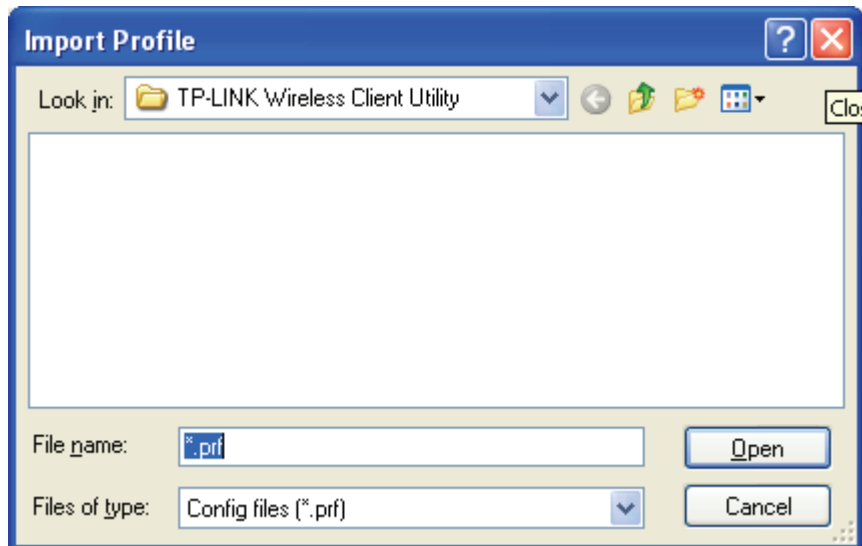 Import Profile
Look in: TP-LINK Wireless Client Utility
Clos
File name: *.prf Open
Files of type: Config files (*.prf) Cancel